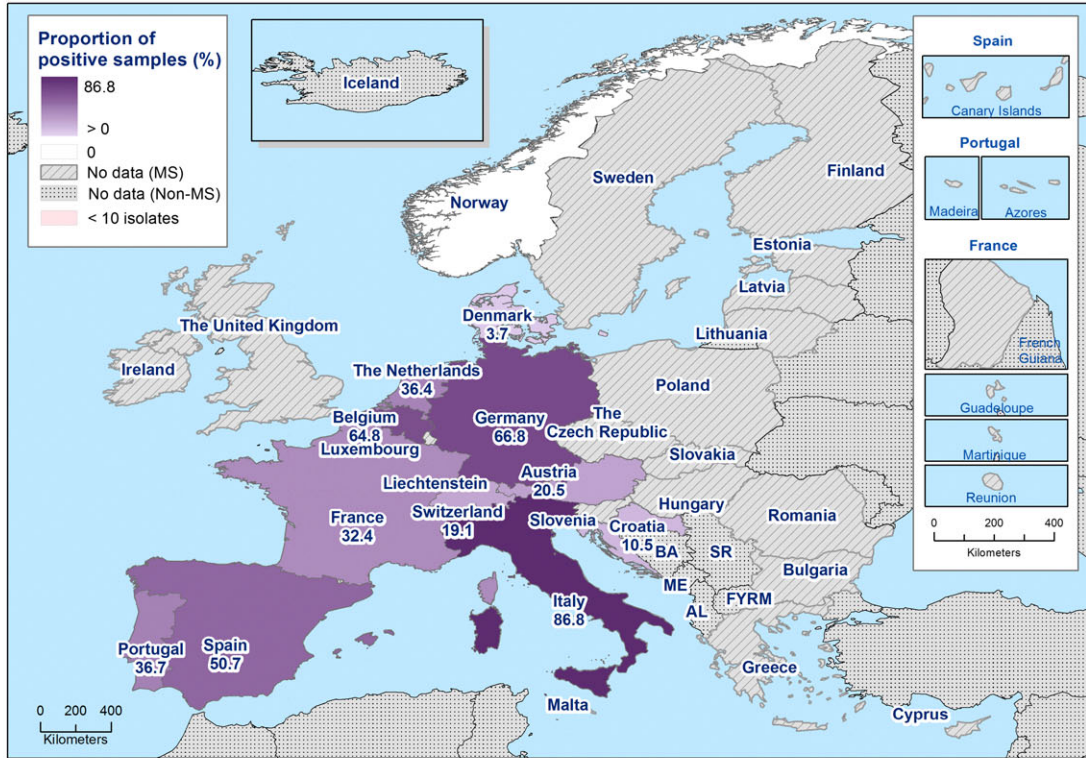 Proportion of
positive samples (%)
86.8
> 0
0
No data (MS)
No data (Non-MS)
< 10 isolates
Iceland
Spain
Canary Islands
Portugal
Madeira
Azores
France
French
Guiana
Guadeloupe
Martinique
Reunion
0 200 400
Kilometers
Norway
Sweden
Finland
Estonia
Latvia
Lithuania
Denmark
3.7
The United Kingdom
Ireland
The Netherlands
36.4
Poland
Belgium
64.8
Luxembourg
Germany
66.8
The
Czech Republic
Slovakia
Austria
20.5
Liechtenstein
Hungary
Switzerland
19.1
Slovenia
Croatia
10.5
Romania
France
32.4
BA
SR
Bulgaria
ME
FYRM
AL
Italy
86.8
Portugal
36.7
Spain
50.7
Greece
Malta
Cyprus
0 200 400
Kilometers